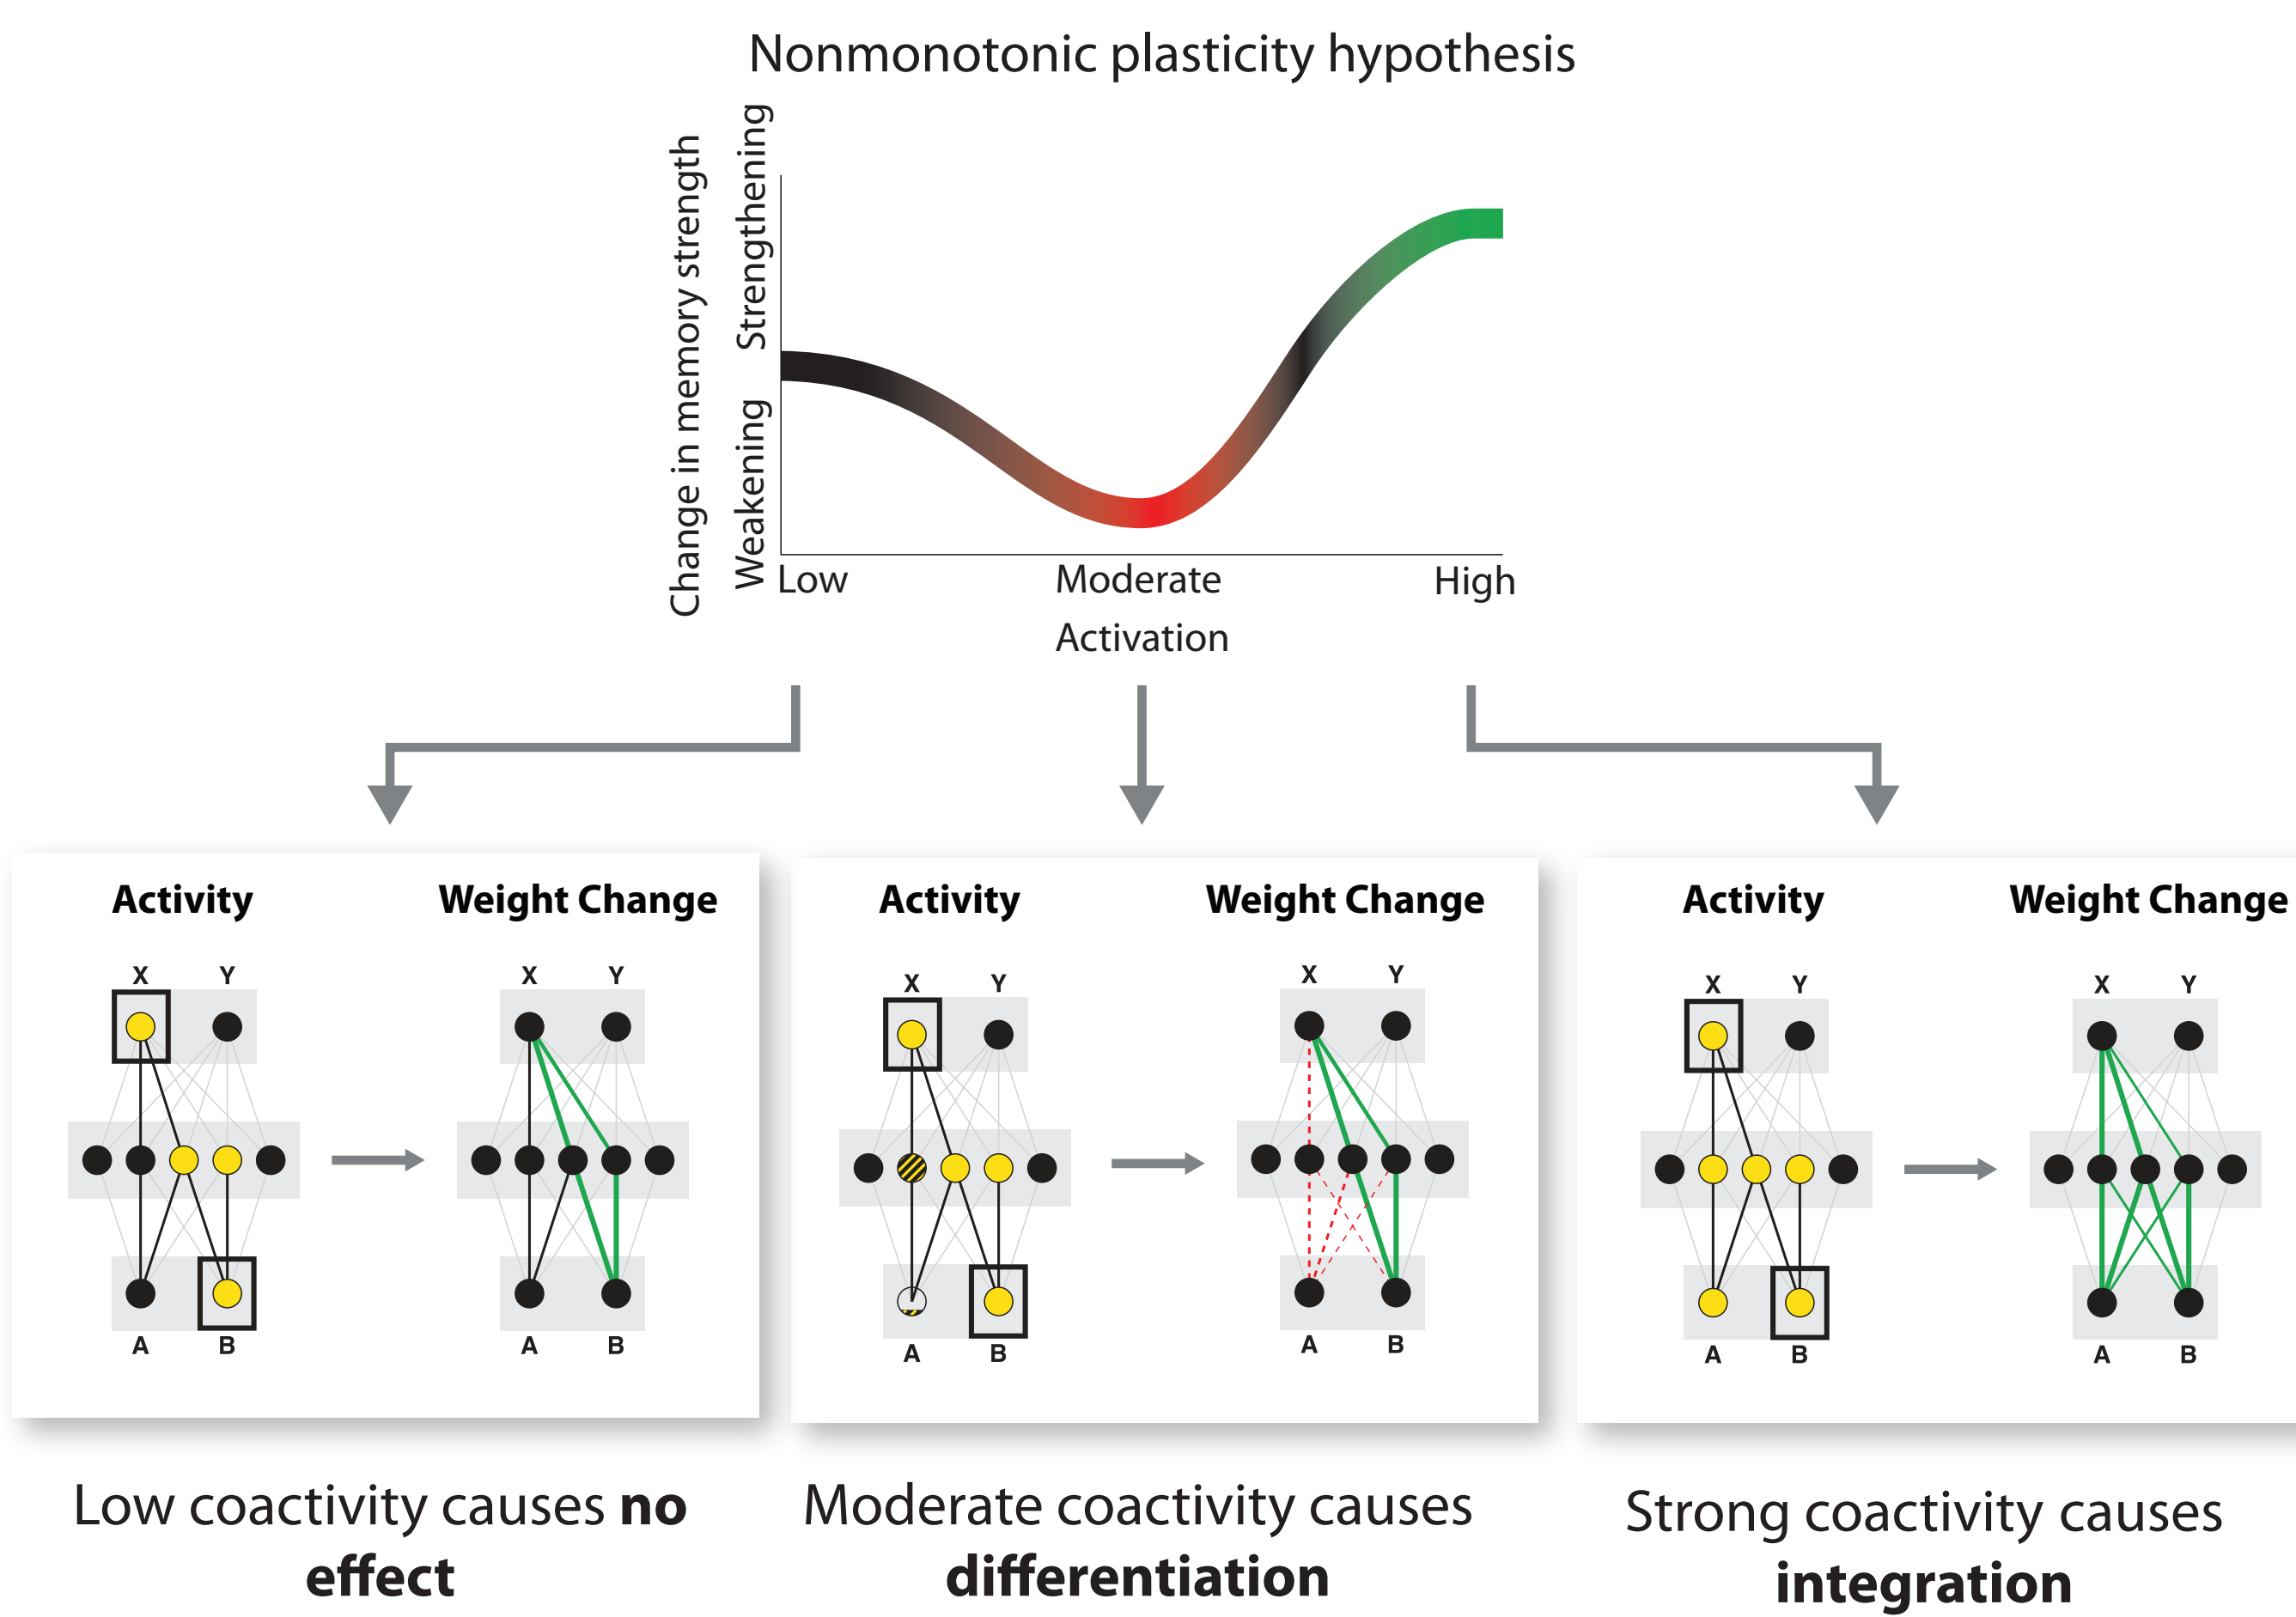 Nonmonotonic plasticity hypothesis
Change in memory strength
Strengthening
Weakening
Low
Moderate
High
Activation
Activity
Weight Change
X
Y
X
Y
A
B
A
B
Activity
Weight Change
X
Y
X
Y
A
B
A
B
Activity
Weight Change
X
Y
X
Y
A
B
A
B
Low coactivity causes no
effect
Moderate coactivity causes
differentiation
Strong coactivity causes
integration